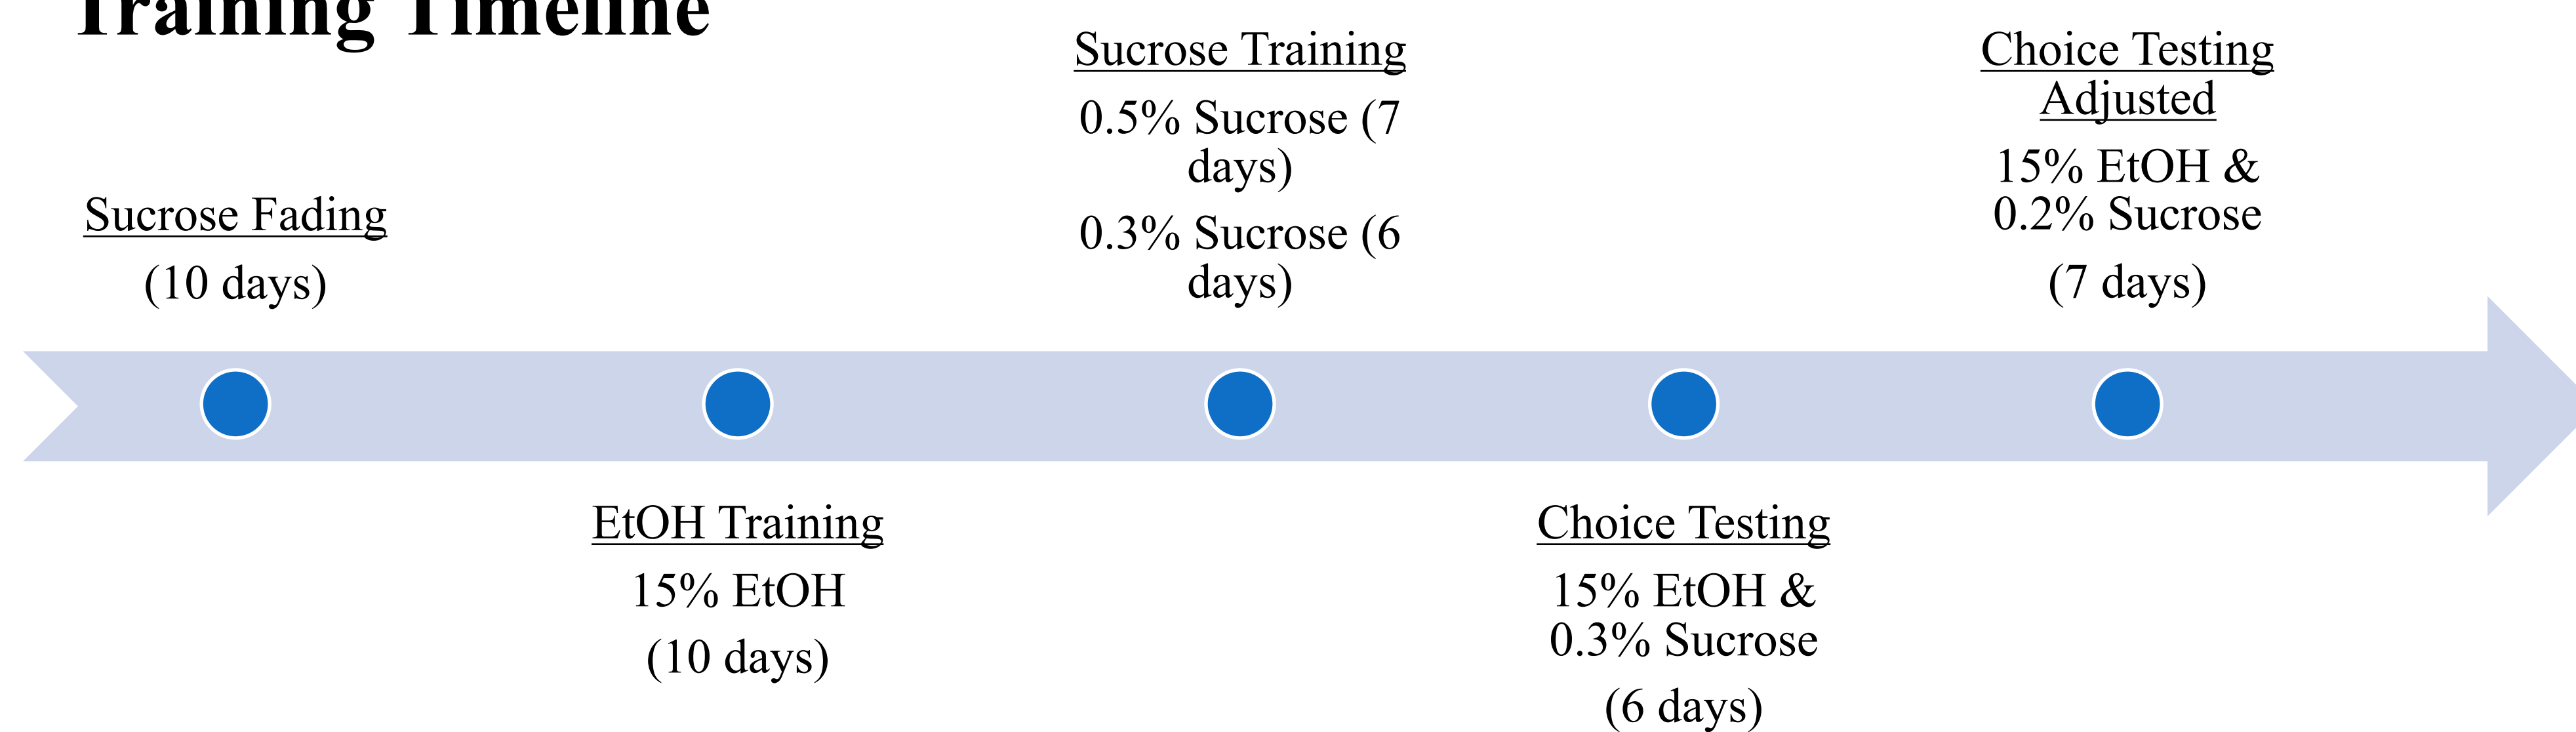 Training Timeline
Sucrose Fading
(10 days)
EtOH Training
15% EtOH
(10 days)
Sucrose Training
0.5% Sucrose (7
days)
0.3% Sucrose (6
days)
Choice Testing
15% EtOH &
0.3% Sucrose
(6 days)
Choice Testing
Adjusted
15% EtOH &
0.2% Sucrose
(7 days)